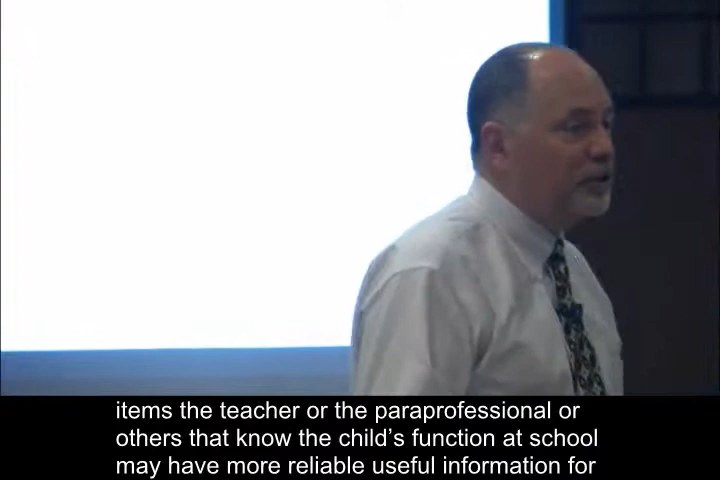 items the teacher or the paraprofessional or
others that know the child’s function at school
may have more reliable useful information for